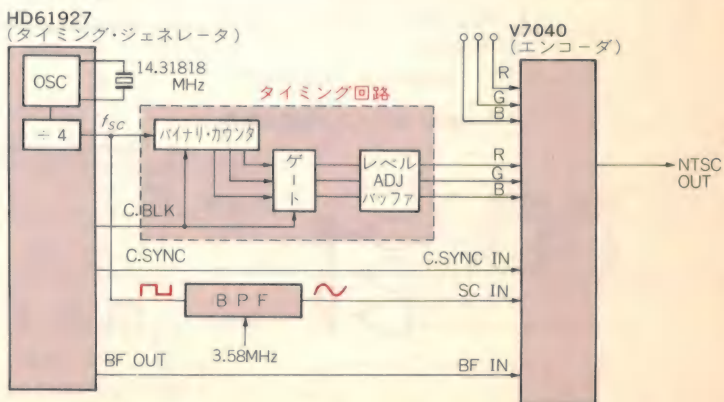 HD61927
(タイミング・ジェネレータ)
V7040
(エンコーダ)
OSC
14.31818
MHz
タイミング回路
R
G
B
÷ 4
fSC
バイナリ・カウンタ
ゲート
レベル
ADJ
バッファ
R
G
B
R
G
B
NTSC
OUT
C.BLK
C.SYNC
C.SYNC IN
BPF
SC IN
3.58MHz
BF OUT
BF IN